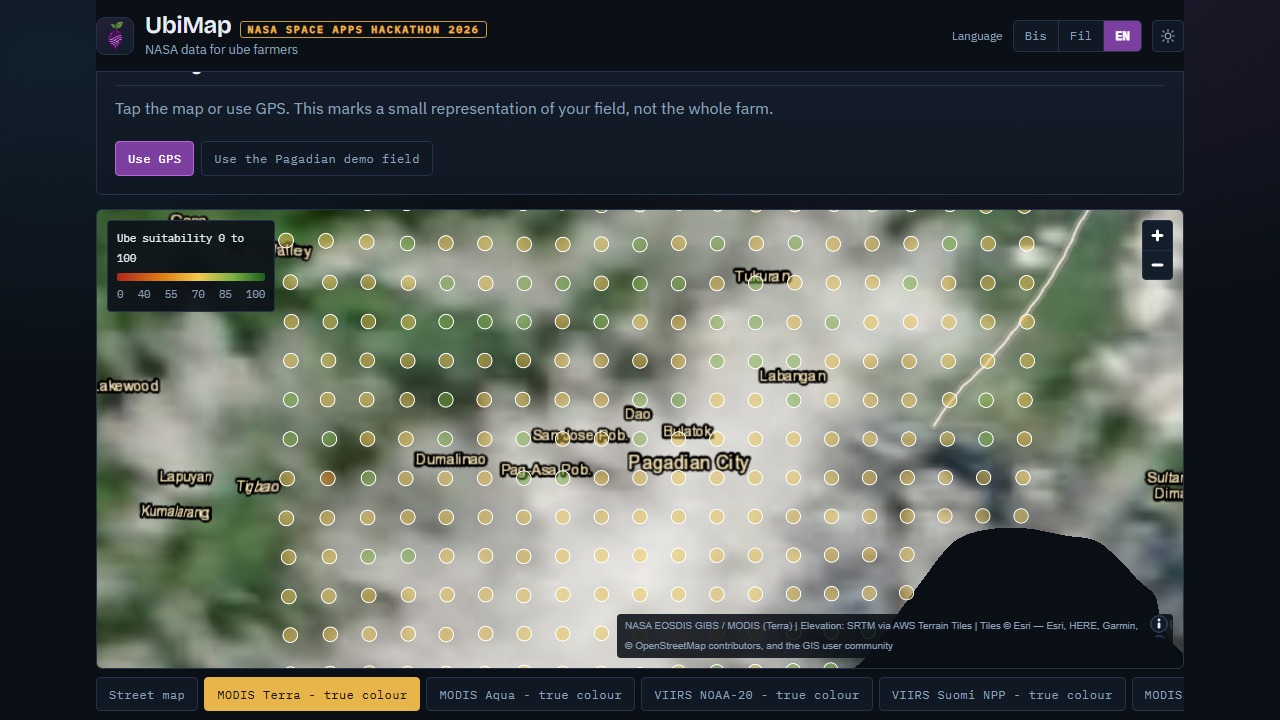 UbiMap NASA SPACE APPS HACKATHON 2026
NASA data for ube farmers
Language Bis Fil EN
Tap the map or use GPS. This marks a small representation of your field, not the whole farm.
Use GPS Use the Pagadian demo field
Ube suitability 0 to
100
0 40 55 70 85 100
+
−
Tukuran
Lakewood
Labangan
Dao
San Jose Pob. Bulatok
Dumalinao Pag-Asa Pob. Pagadian City
Lapuyan Tigbao
Kumalarang
NASA EOSDIS GIBS / MODIS (Terra) | Elevation: SRTM via AWS Terrain Tiles | Tiles © Esri — Esri, HERE, Garmin,
© OpenStreetMap contributors, and the GIS user community
Street map MODIS Terra - true colour MODIS Aqua - true colour VIIRS NOAA-20 - true colour VIIRS Suomi NPP - true colour MODIS